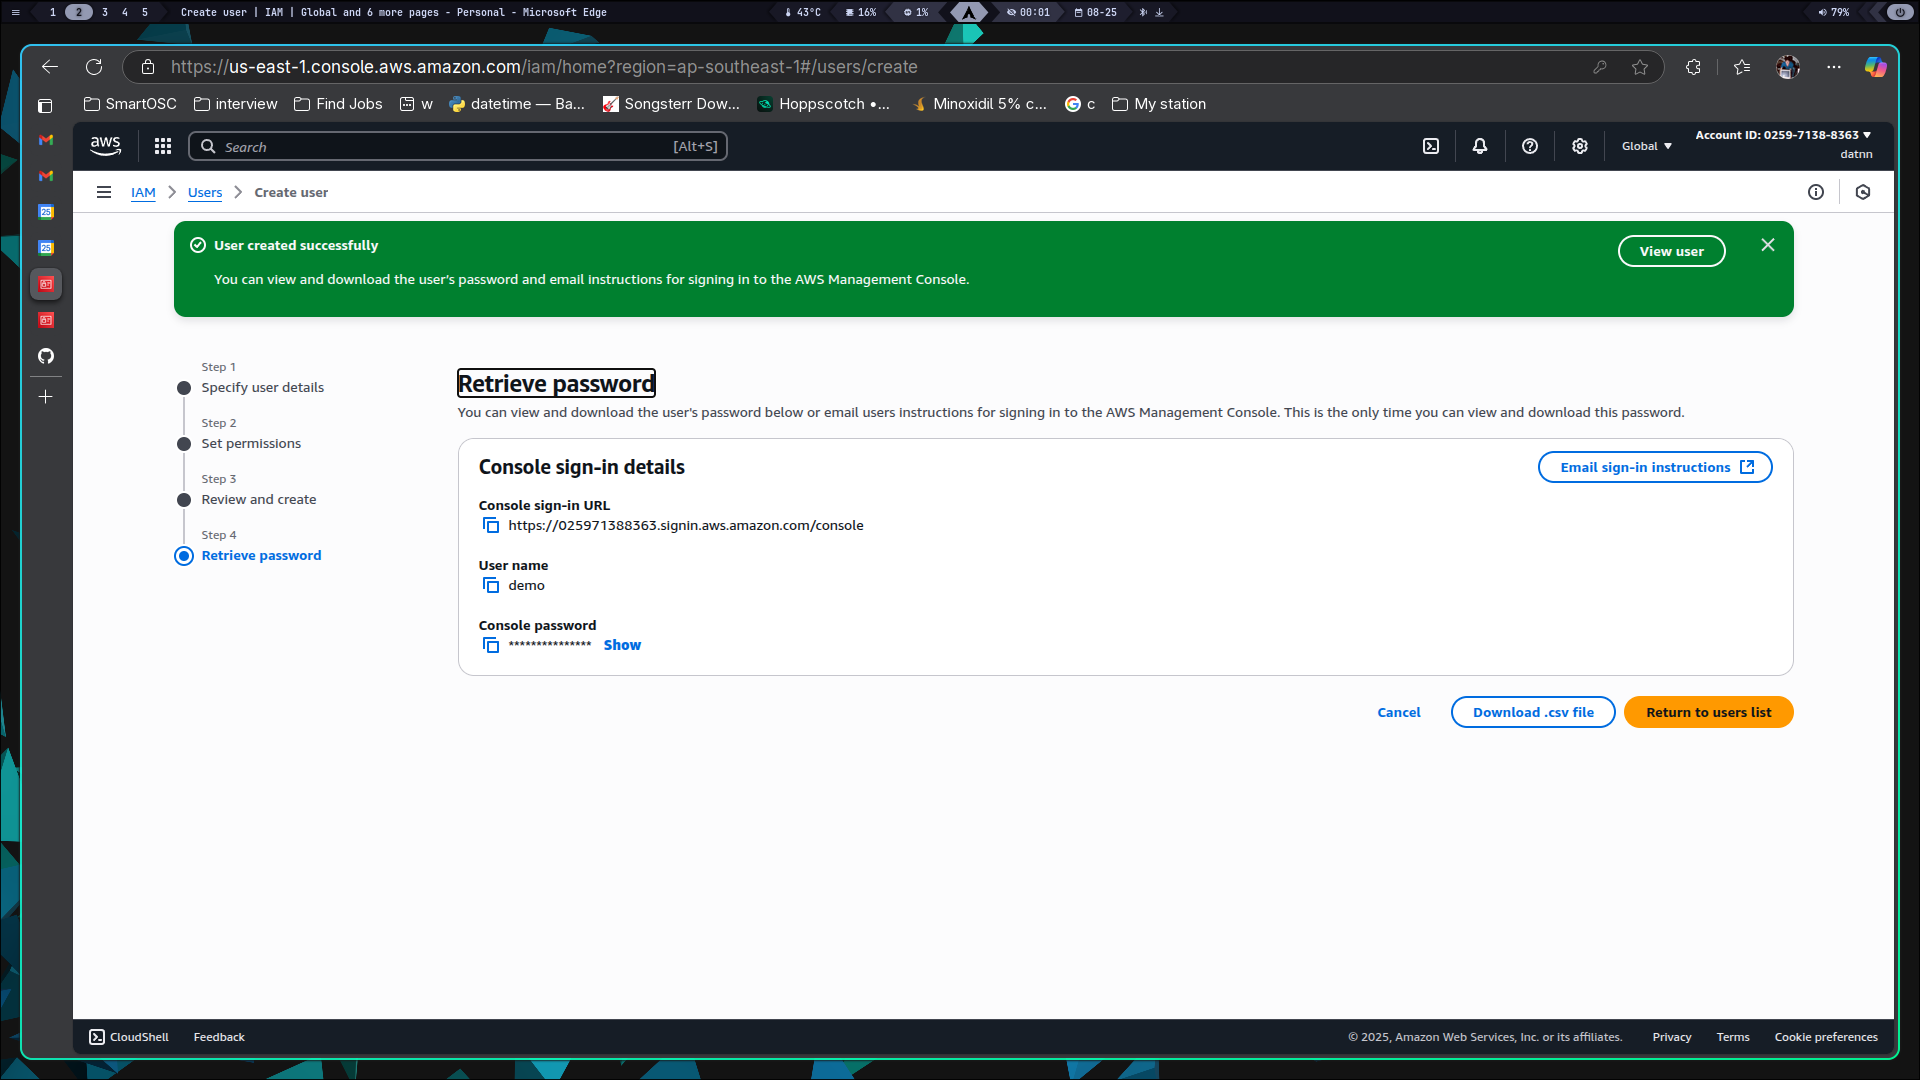 1 2 3 4 5 Create user | IAM | Global and 6 more pages - Personal - Microsoft Edge 43°C 16% 1% 00:01 08-25 79%
https://us-east-1.console.aws.amazon.com/iam/home?region=ap-southeast-1#/users/create
SmartOSC interview Find Jobs w datetime — Ba... Songsterr Dow... Hoppscotch •... Minoxidil 5% c... c My station
aws Search [Alt+S] Global Account ID: 0259-7138-8363
datnn
IAM Users Create user
25
25
User created successfully
View user
You can view and download the user's password and email instructions for signing in to the AWS Management Console.
Step 1
Specify user details
Step 2
Set permissions
Step 3
Review and create
Step 4
Retrieve password
Retrieve password
You can view and download the user's password below or email users instructions for signing in to the AWS Management Console. This is the only time you can view and download this password.
Console sign-in details
Email sign-in instructions
Console sign-in URL
https://025971388363.signin.aws.amazon.com/console
User name
demo
Console password
*************** Show
Cancel Download .csv file Return to users list
CloudShell Feedback © 2025, Amazon Web Services, Inc. or its affiliates. Privacy Terms Cookie preferences